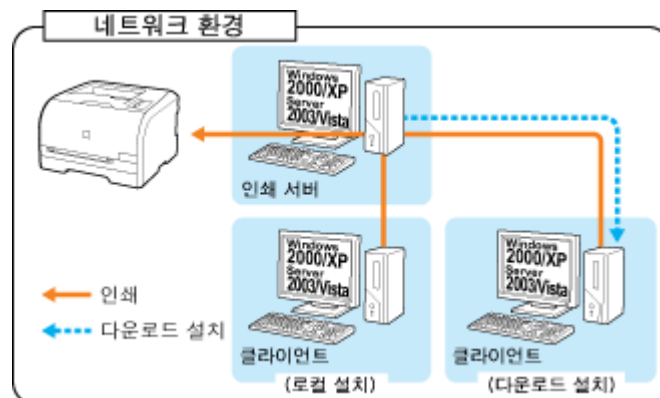 네트워크 환경
Windows
2000/XP
Server
2003/Vista
인쇄 서버
Windows
2000/XP
Server
2003/Vista
클라이언트
(로컬 설치)
Windows
2000/XP
Server
2003/Vista
클라이언트
(다운로드 설치)
인쇄
다운로드 설치